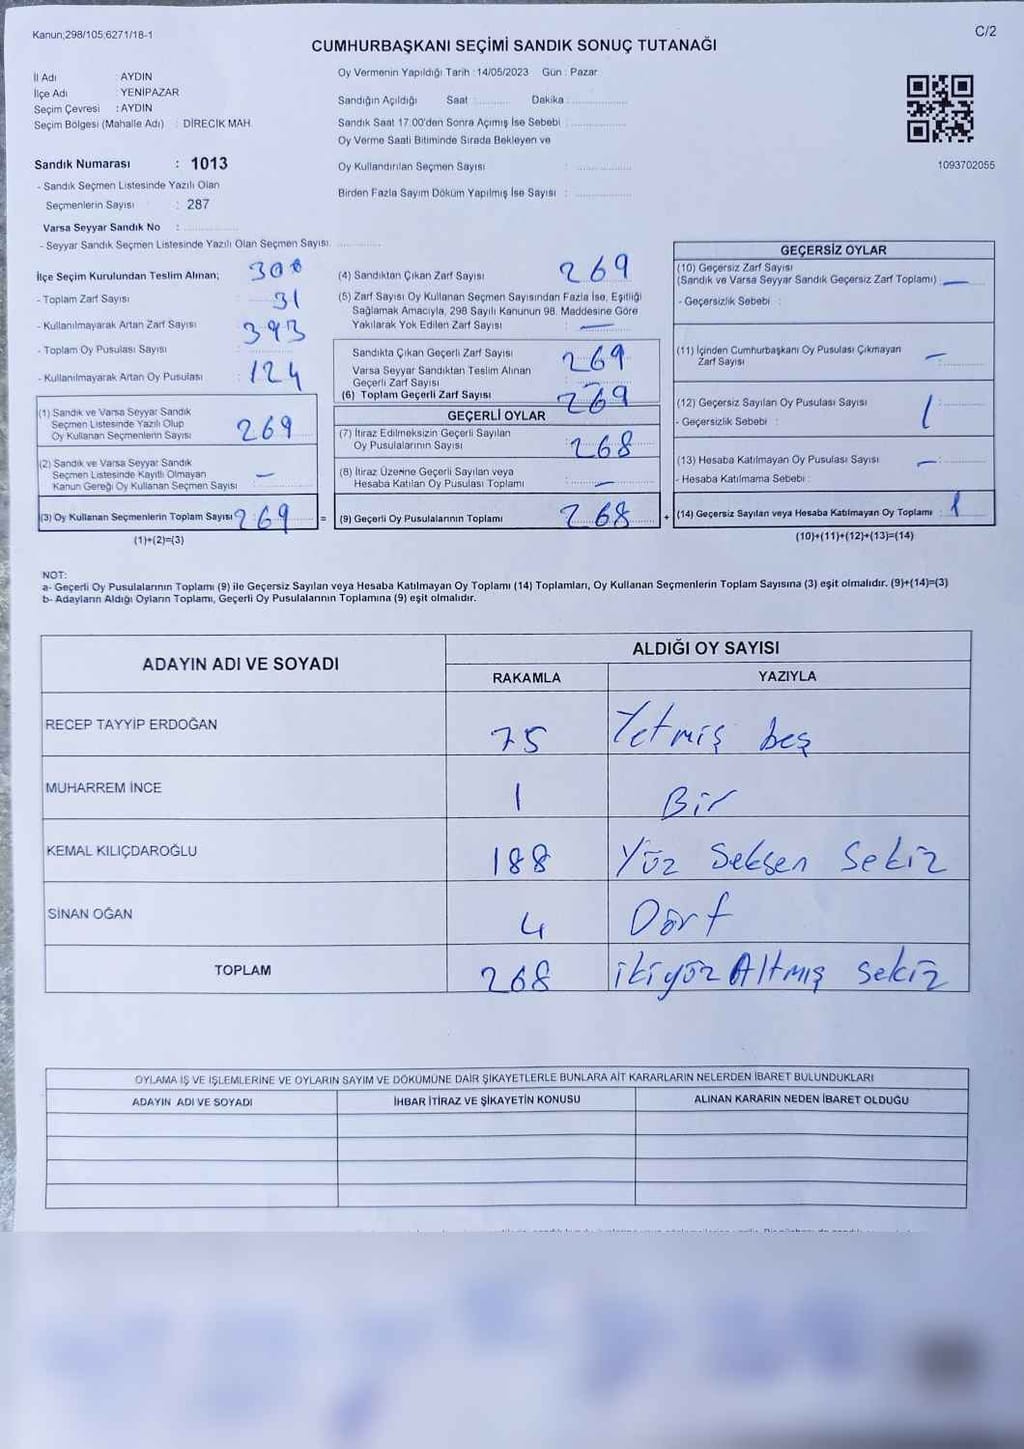 Kanun;298/105;6271/18-1
C/2
CUMHURBAŞKANI SEÇİMİ SANDIK SONUÇ TUTANAĞI
İl Adı : AYDIN
İlçe Adı : YENİPAZAR
Seçim Çevresi : AYDIN
Seçim Bölgesi (Mahalle Adı) : DİRECİK MAH.
Sandık Numarası : 1013
- Sandık Seçmen Listesinde Yazılı Olan
Seçmenlerin Sayısı : 287
Varsa Seyyar Sandık No : ..............
- Seyyar Sandık Seçmen Listesinde Yazılı Olan Seçmen Sayısı. ............
Oy Vermenin Yapıldığı Tarih : 14/05/2023 Gün : Pazar
Sandığın Açıldığı Saat ............ Dakika ..............
Sandık Saat 17.00'den Sonra Açımış İse Sebebi : ..............
Oy Verme Saati Bitiminde Sırada Bekleyen ve
Oy Kullandırılan Seçmen Sayısı : ..............
Birden Fazla Sayım Döküm Yapılmış İse Sayısı : ..............
1093702055
İlçe Seçim Kurulundan Teslim Alınan;
- Toplam Zarf Sayısı 31
- Kullanılmayarak Artan Zarf Sayısı : 393
- Toplam Oy Pusulası Sayısı
- Kullanılmayarak Artan Oy Pusulası : 124
(1) Sandık ve Varsa Seyyar Sandık
Seçmen Listesinde Yazılı Olup
Oy Kullanan Seçmenlerin Sayısı 269
(2) Sandık ve Varsa Seyyar Sandık
Seçmen Listesinde Kayıtlı Olmayan
Kanun Gereği Oy Kullanan Seçmen Sayısı —
(3) Oy Kullanan Seçmenlerin Toplam Sayısı 269 =
(1)+(2)=(3)
(4) Sandıktan Çıkan Zarf Sayısı 269
(5) Zarf Sayısı Oy Kullanan Seçmen Sayısından Fazla İse, Eşitliği
Sağlamak Amacıyla, 298 Sayılı Kanunun 98. Maddesine Göre
Yakılarak Yok Edilen Zarf Sayısı : —
Sandıkta Çıkan Geçerli Zarf Sayısı 269
Varsa Seyyar Sandıktan Teslim Alınan
Geçerli Zarf Sayısı
(6) Toplam Geçerli Zarf Sayısı 269
GEÇERLİ OYLAR
(7) İtiraz Edilmeksizin Geçerli Sayılan
Oy Pusulalarının Sayısı 268
(8) İtiraz Üzerine Geçerli Sayılan veya
Hesaba Katılan Oy Pusulası Toplamı —
(9) Geçerli Oy Pusulalarının Toplamı 268 +
GEÇERSİZ OYLAR
(10) Geçersiz Zarf Sayısı
(Sandık ve Varsa Seyyar Sandık Geçersiz Zarf Toplamı) : —
- Geçersizlik Sebebi :
(11) İçinden Cumhurbaşkanı Oy Pusulası Çıkmayan
Zarf Sayısı —
(12) Geçersiz Sayılan Oy Pusulası Sayısı 1
- Geçersizlik Sebebi :
(13) Hesaba Katılmayan Oy Pusulası Sayısı —
- Hesaba Katılmama Sebebi :
(14) Geçersiz Sayılan veya Hesaba Katılmayan Oy Toplamı : 1
(10)+(11)+(12)+(13)=(14)
NOT:
a- Geçerli Oy Pusulalarının Toplamı (9) ile Geçersiz Sayılan veya Hesaba Katılmayan Oy Toplamı (14) Toplamları, Oy Kullanan Seçmenlerin Toplam Sayısına (3) eşit olmalıdır. (9)+(14)=(3)
b- Adayların Aldığı Oyların Toplamı, Geçerli Oy Pusulalarının Toplamına (9) eşit olmalıdır.
ADAYIN ADI VE SOYADI ALDIĞI OY SAYISI
RAKAMLA YAZIYLA
RECEP TAYYİP ERDOĞAN 75 Yetmiş beş
MUHARREM İNCE 1 Bir
KEMAL KILIÇDAROĞLU 188 Yüz Seksen Sekiz
SİNAN OĞAN 4 Dört
TOPLAM 268 ikiyüz Altmış Sekiz
OYLAMA İŞ VE İŞLEMLERİNE VE OYLARIN SAYIM VE DÖKÜMÜNE DAİR ŞİKAYETLERLE BUNLARA AİT KARARLARIN NELERDEN İBARET BULUNDUKLARI
ADAYIN ADI VE SOYADI İHBAR İTİRAZ VE ŞİKAYETİN KONUSU ALINAN KARARIN NEDEN İBARET OLDUĞU